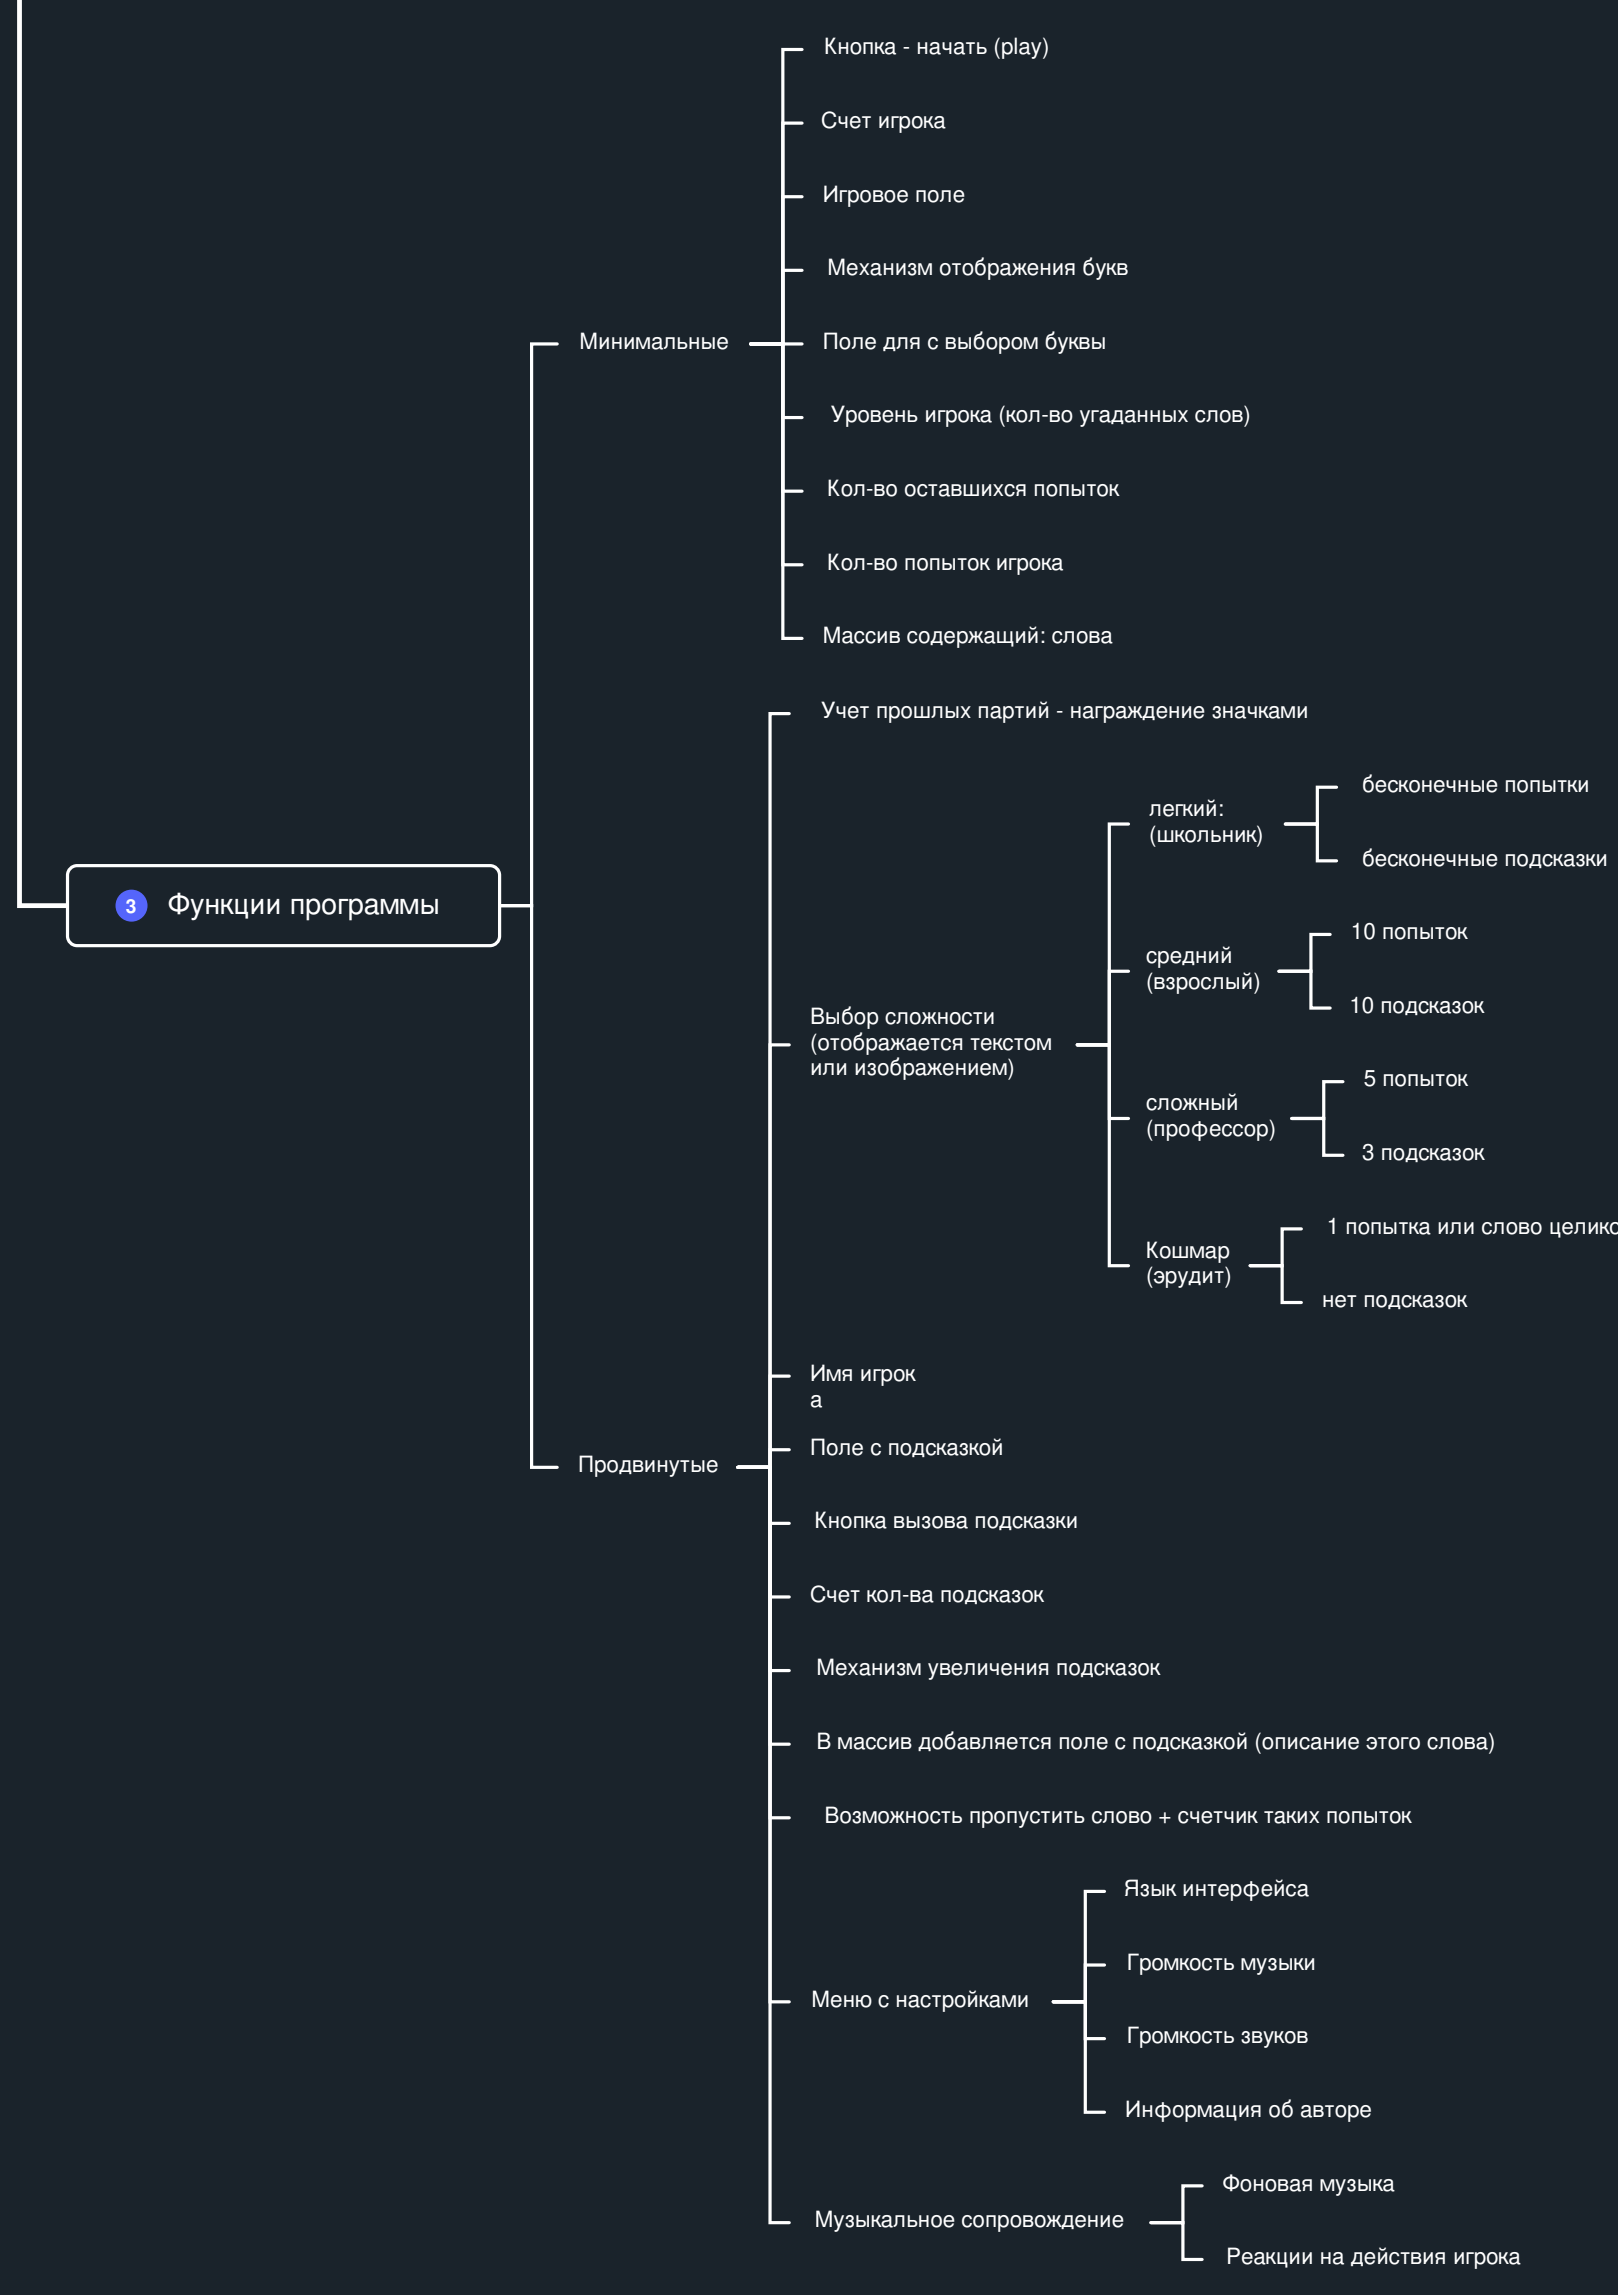 Кнопка - начать (play)
Счет игрока
Игровое поле
Механизм отображения букв
Минимальные
Поле для с выбором буквы
Уровень игрока (кол-во угаданных слов)
Кол-во оставшихся попыток
Кол-во попыток игрока
Массив содержащий: слова
Учет прошлых партий - награждение значками
легкий:
(школьник)
бесконечные попытки
бесконечные подсказки
3 Функции программы
средний
(взрослый)
10 попыток
10 подсказок
Выбор сложности
(отображается текстом
или изображением)
сложный
(профессор)
5 попыток
3 подсказок
Кошмар
(эрудит)
1 попытка или слово целико
нет подсказок
Имя игрок
а
Поле с подсказкой
Продвинутые
Кнопка вызова подсказки
Счет кол-ва подсказок
Механизм увеличения подсказок
В массив добавляется поле с подсказкой (описание этого слова)
Возможность пропустить слово + счетчик таких попыток
Язык интерфейса
Громкость музыки
Меню с настройками
Громкость звуков
Информация об авторе
Фоновая музыка
Музыкальное сопровождение
Реакции на действия игрока